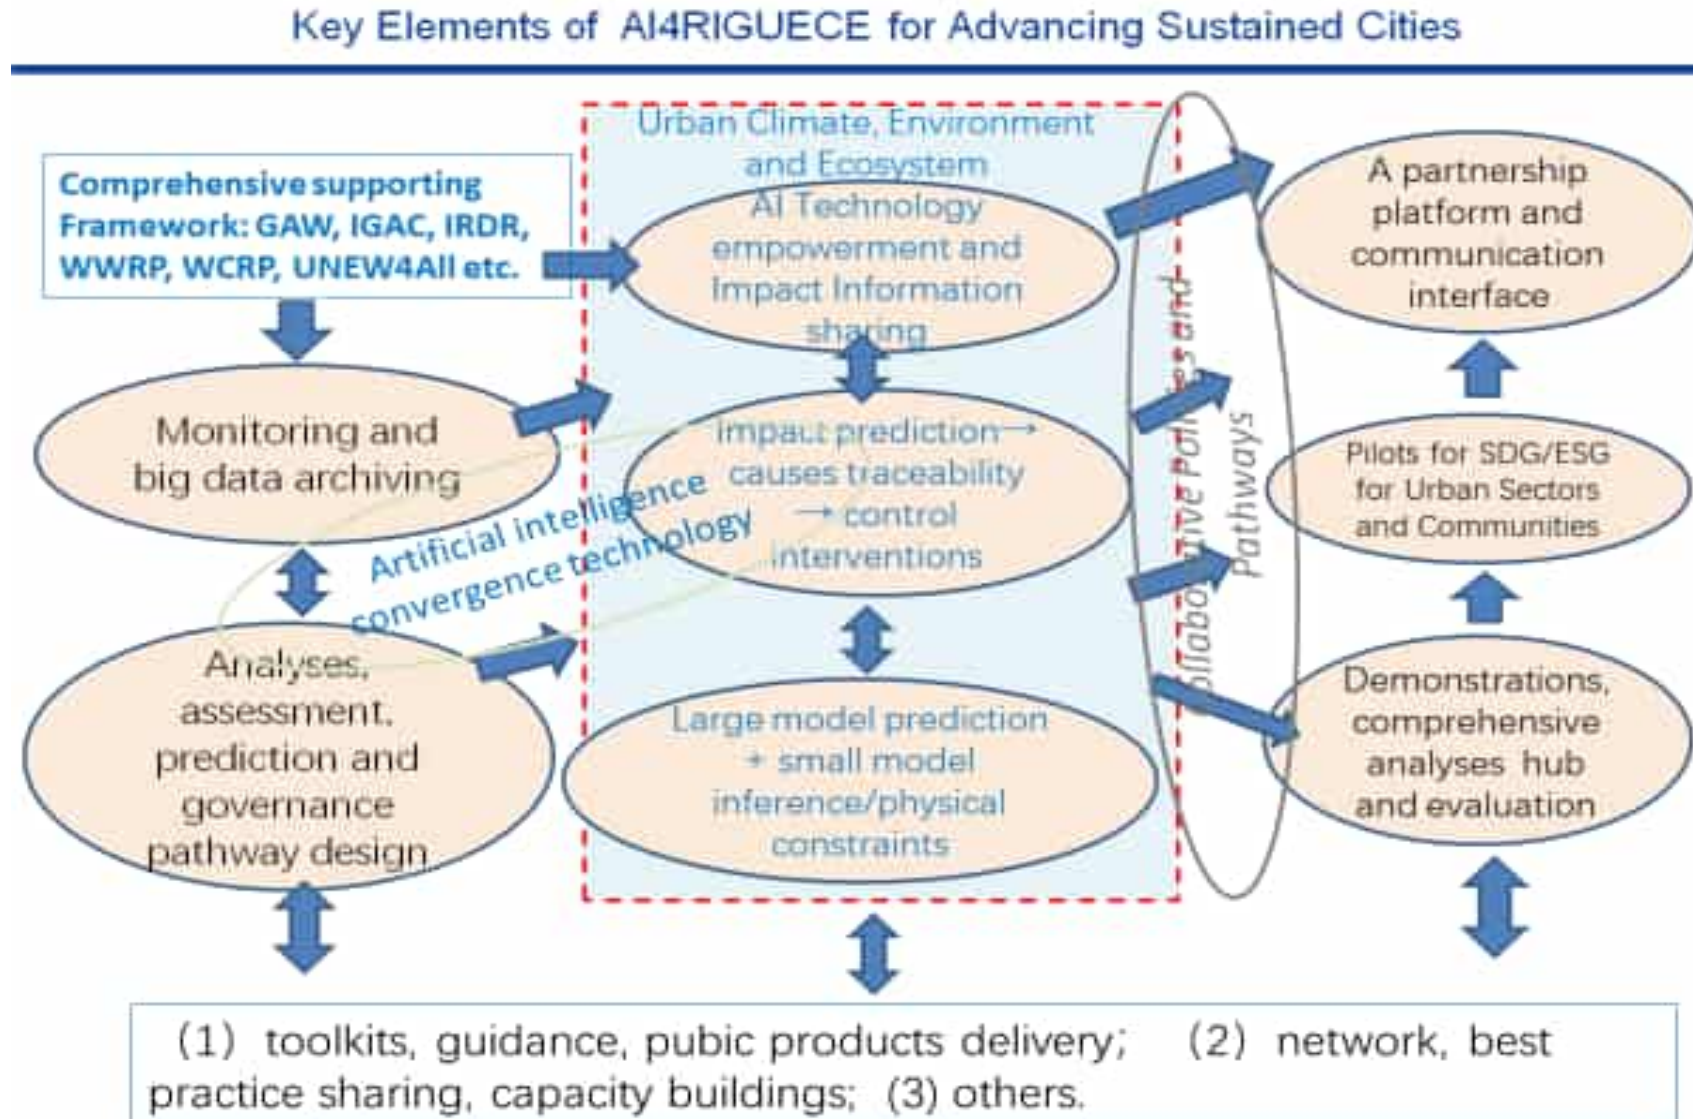 Key Elements of AI4RIGUECE for Advancing Sustained Cities
Comprehensive supporting
Framework: GAW, IGAC, IRDR,
WWRP, WCRP, UNEW4All etc.
Monitoring and
big data archiving
Analyses,
assessment,
prediction and
governance
pathway design
Artificial intelligence
convergence technology
Urban Climate, Environment
and Ecosystem
AI Technology
empowerment and
Impact Information
sharing
impact prediction→
causes traceability
→ control
interventions
Large model prediction
+ small model
inference/physical
constraints
Collaborative Policies and
Pathways
A partnership
platform and
communication
interface
Pilots for SDG/ESG
for Urban Sectors
and Communities
Demonstrations,
comprehensive
analyses hub
and evaluation
(1) toolkits, guidance, pubic products delivery; (2) network, best
practice sharing, capacity buildings; (3) others.